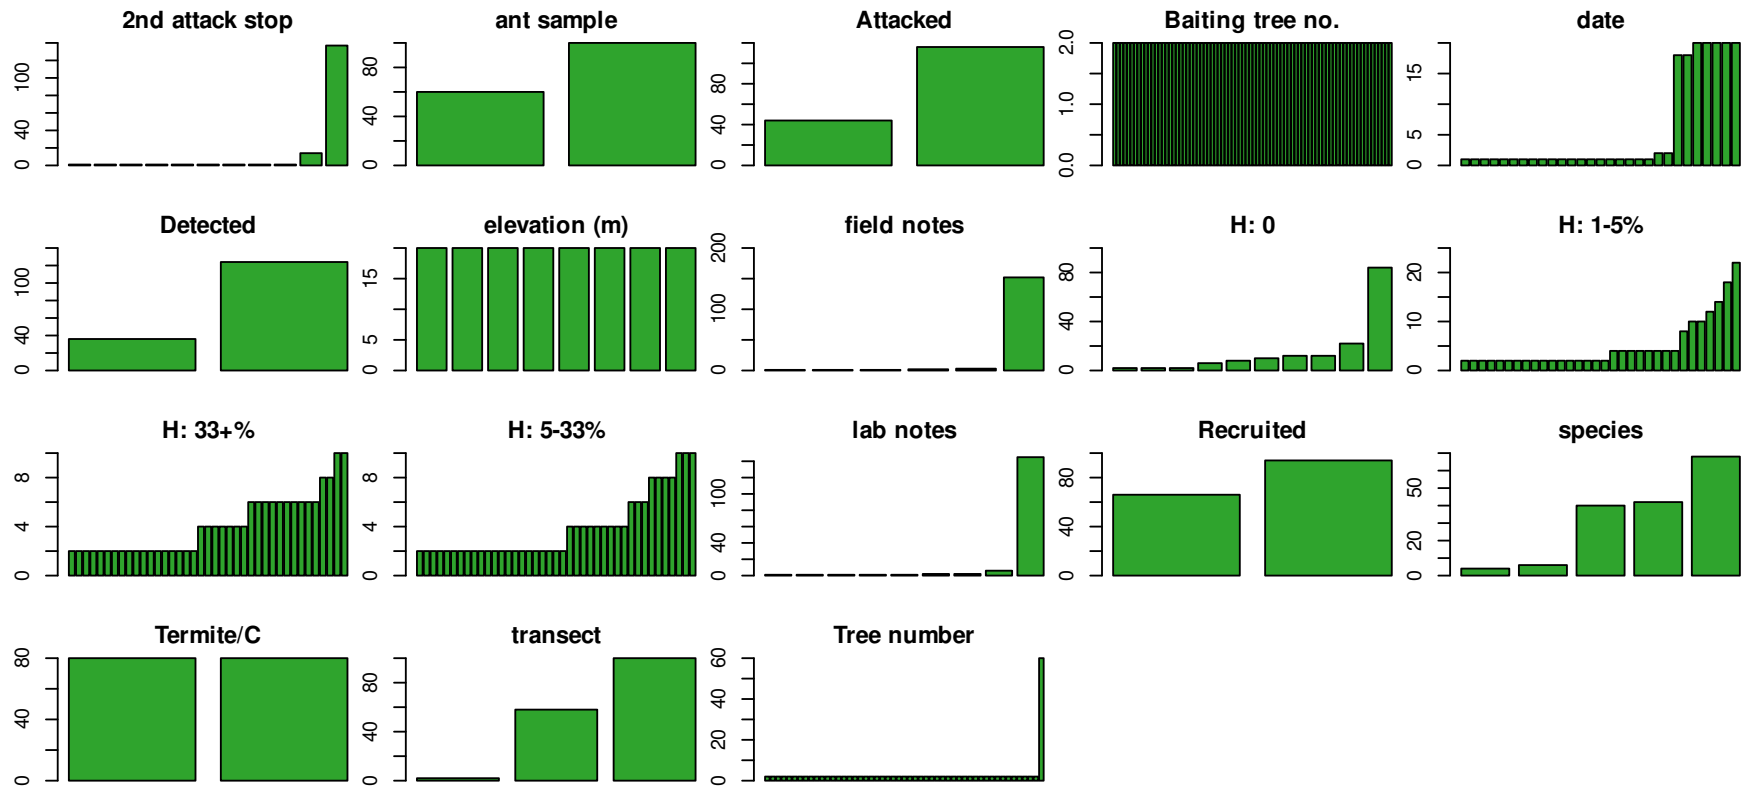 2nd attack stop
0 40 100
ant sample
0 40 80
Attacked
0 40 80
Baiting tree no.
0.0 1.0 2.0
date
0 5 15
Detected
0 40 100
elevation (m)
0 5 15
field notes
0 100 200
H: 0
0 40 80
H: 1-5%
0 10 20
H: 33+%
0 4 8
H: 5-33%
0 4 8
lab notes
0 40 100
Recruited
0 40 80
species
0 20 50
Termite/C
0 40 80
transect
0 40 80
Tree number
0 20 40 60